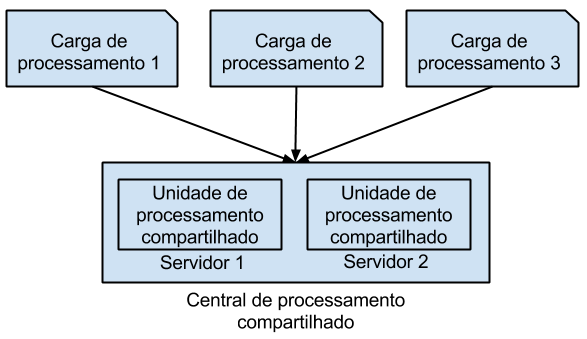 Carga de
processamento 1
Carga de
processamento 2
Carga de
processamento 3
Unidade de
processamento
compartilhado
Servidor 1
Unidade de
processamento
compartilhado
Servidor 2
Central de processamento
compartilhado